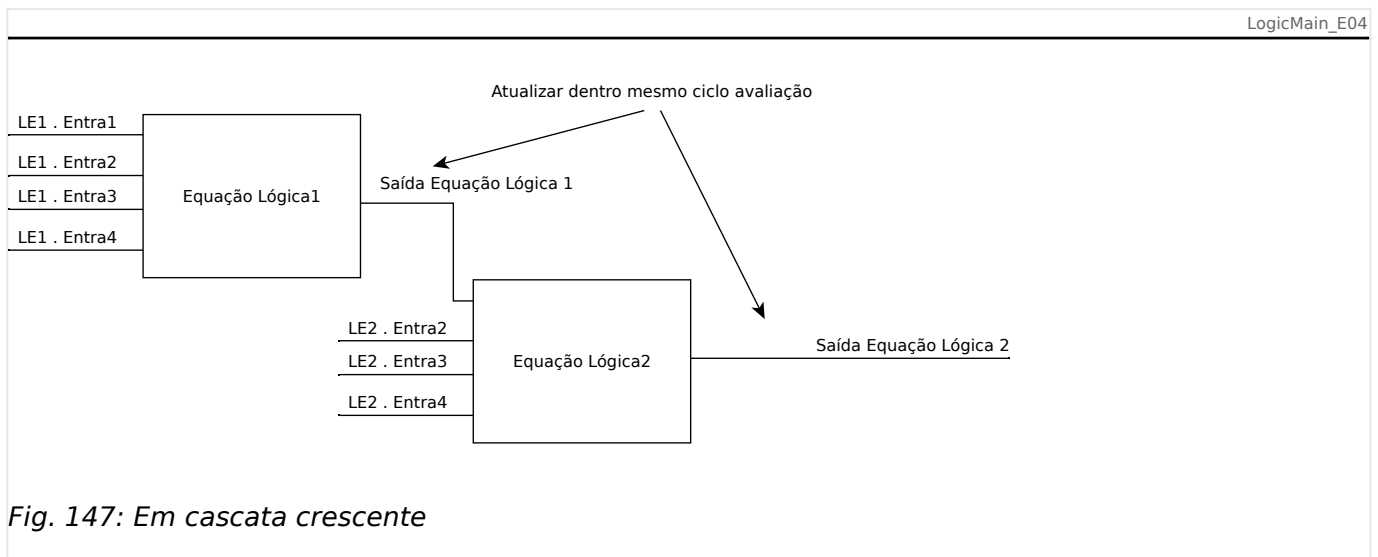 LogicMain_E04
Atualizar dentro mesmo ciclo avaliação
LE1 . Entra1
LE1 . Entra2
LE1 . Entra3
LE1 . Entra4
Equação Lógica1
Saída Equação Lógica 1
LE2 . Entra2
LE2 . Entra3
LE2 . Entra4
Equação Lógica2
Saída Equação Lógica 2
Fig. 147: Em cascata crescente